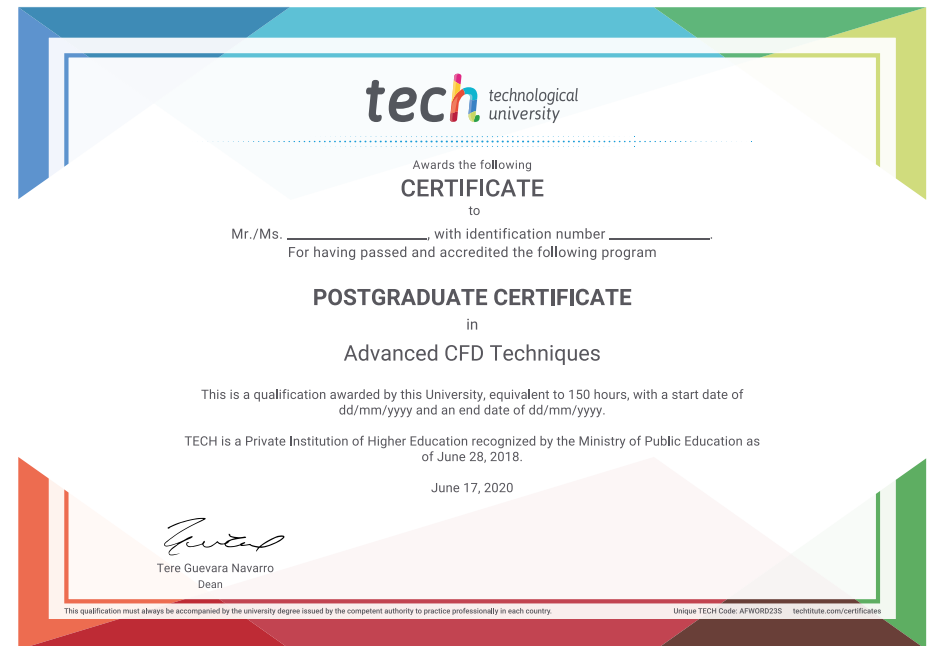 tech technological
university
Awards the following
CERTIFICATE
to
Mr./Ms. ____________________, with identification number ______________.
For having passed and accredited the following program
POSTGRADUATE CERTIFICATE
in
Advanced CFD Techniques
This is a qualification awarded by this University, equivalent to 150 hours, with a start date of
dd/mm/yyyy and an end date of dd/mm/yyyy.
TECH is a Private Institution of Higher Education recognized by the Ministry of Public Education as
of June 28, 2018.
June 17, 2020
Tere Guevara Navarro
Dean
This qualification must always be accompanied by the university degree issued by the competent authority to practice professionally in each country.
Unique TECH Code: AFWORD23S techtitute.com/certificates